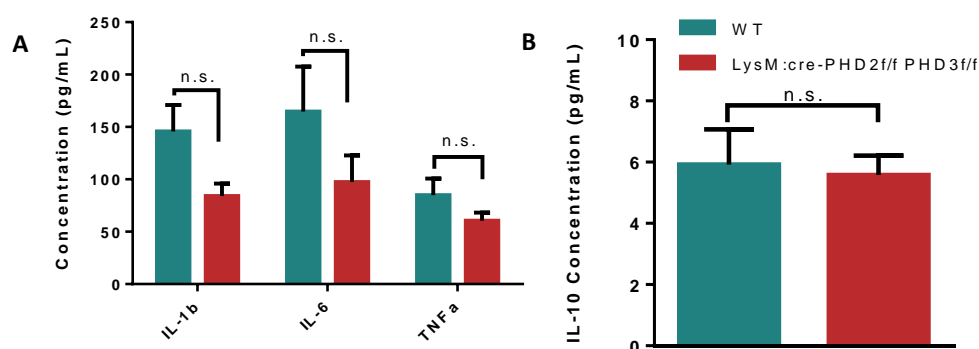 A
Concentration (pg/mL)
250
200
150
100
50
0
n.s.
n.s.
n.s.
IL-1b
IL-6
TNFa
B
IL-10 Concentration (pg/mL)
10
8
6
4
2
0
WT
LysM:cre-PHD2f/f PHD3f/f
n.s.